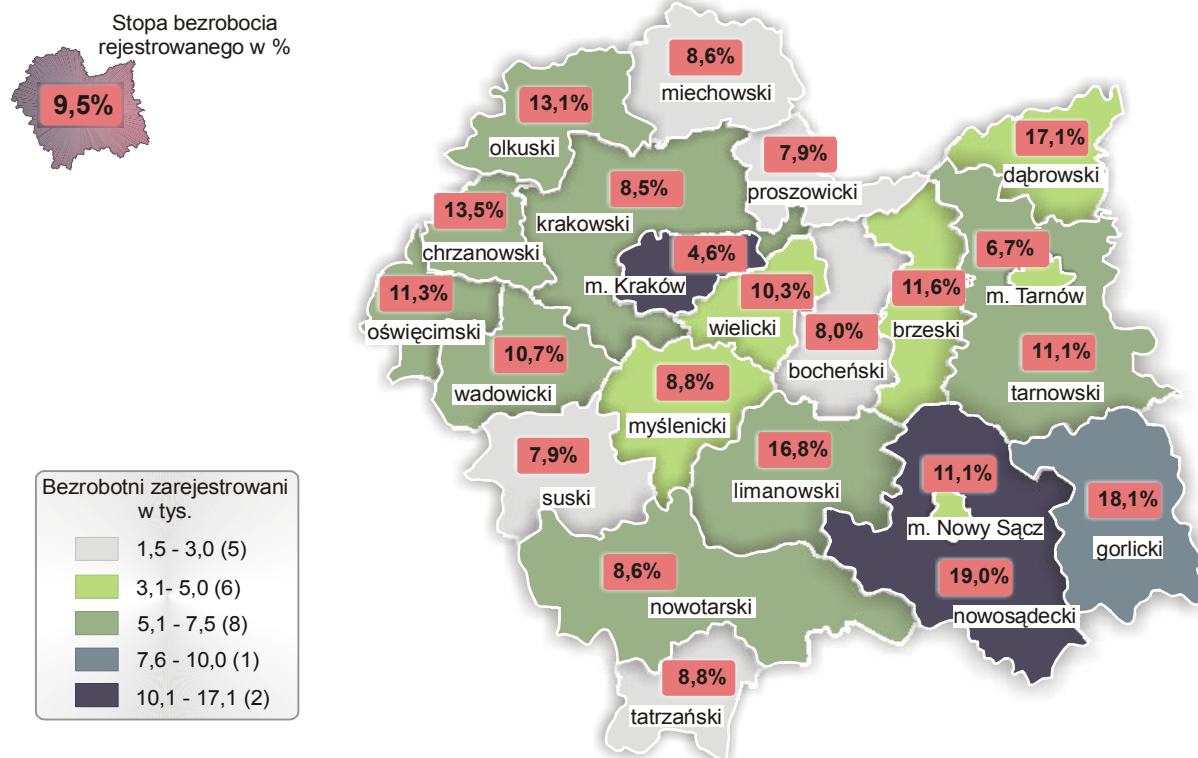 Stopa bezrobocia
rejestrowanego w %
9,5%
8,6%
miechowski
13,1%
olkuski
17,1%
dąbrowski
7,9%
proszowicki
8,5%
krakowski
13,5%
chrzanowski
4,6%
m. Kraków
6,7%
m. Tarnów
11,3%
oświęcimski
10,3%
wielicki
11,6%
brzeski
8,0%
bocheński
10,7%
wadowicki
11,1%
tarnowski
8,8%
myślenicki
7,9%
suski
16,8%
limanowski
11,1%
m. Nowy Sącz
18,1%
gorlicki
8,6%
nowotarski
19,0%
nowosądecki
8,8%
tatrzański
Bezrobotni zarejestrowani
w tys.
1,5 - 3,0 (5)
3,1- 5,0 (6)
5,1 - 7,5 (8)
7,6 - 10,0 (1)
10,1 - 17,1 (2)